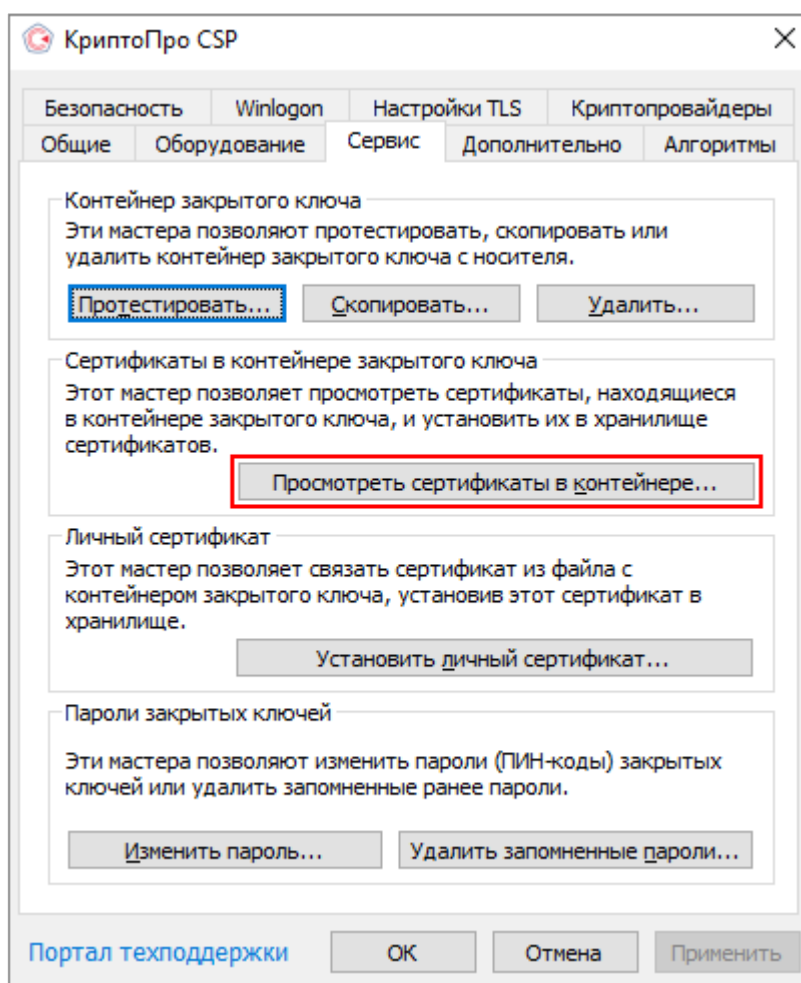 КриптоПро CSP
Безопасность Winlogon Настройки TLS Криптопровайдеры
Общие Оборудование Сервис Дополнительно Алгоритмы
Контейнер закрытого ключа
Эти мастера позволяют протестировать, скопировать или
удалить контейнер закрытого ключа с носителя.
Протестировать... Скопировать... Удалить...
Сертификаты в контейнере закрытого ключа
Этот мастер позволяет просмотреть сертификаты, находящиеся
в контейнере закрытого ключа, и установить их в хранилище
сертификатов.
Просмотреть сертификаты в контейнере...
Личный сертификат
Этот мастер позволяет связать сертификат из файла с
контейнером закрытого ключа, установив этот сертификат в
хранилище.
Установить личный сертификат...
Пароли закрытых ключей
Эти мастера позволяют изменить пароли (ПИН-коды) закрытых
ключей или удалить запомненные ранее пароли.
Изменить пароль... Удалить запомненные пароли...
Портал техподдержки ОК Отмена Применить